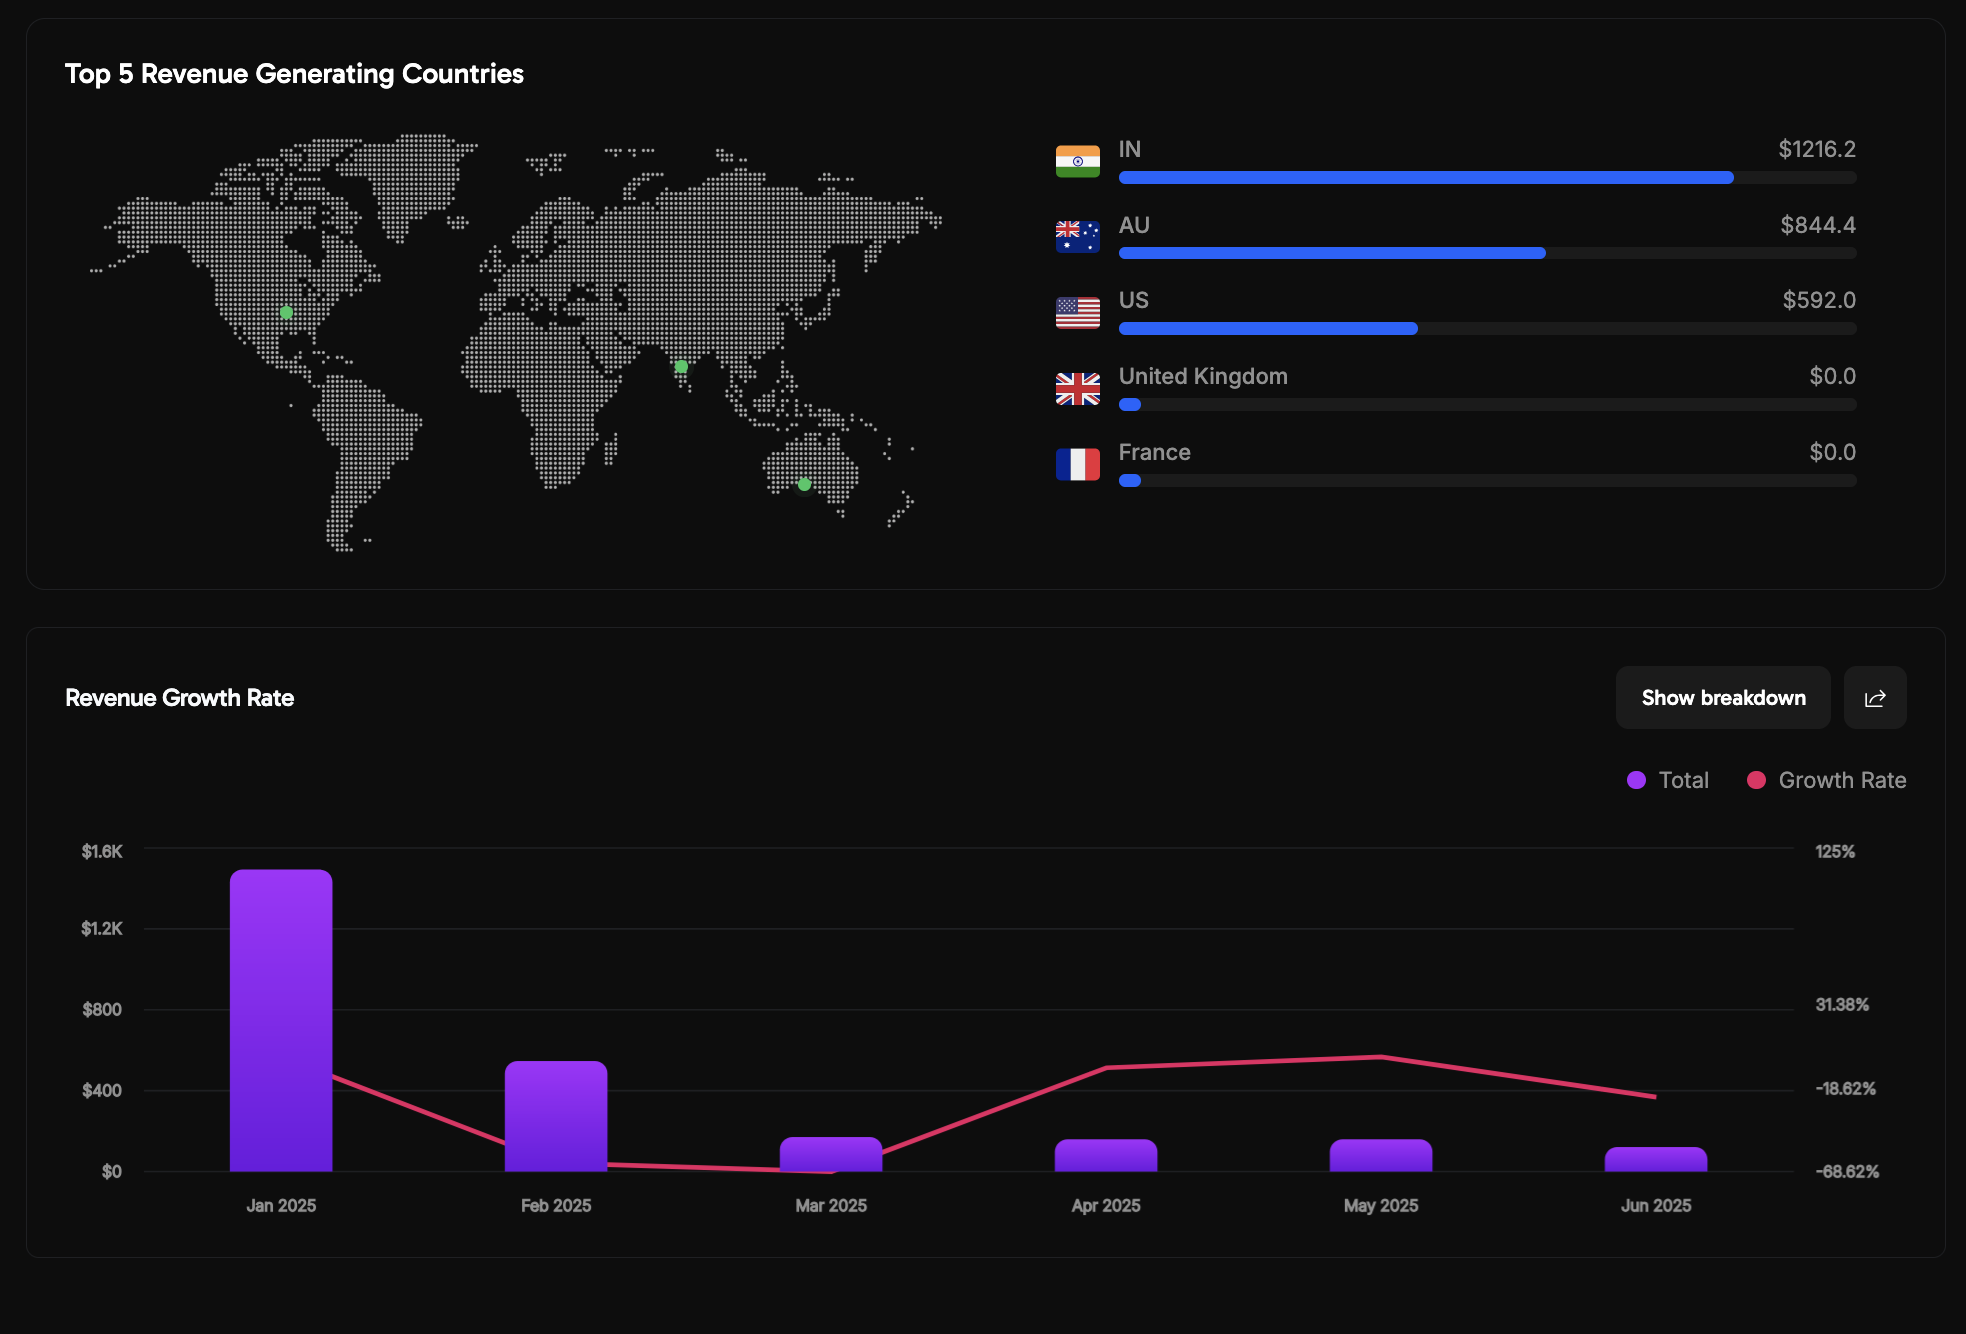 Top 5 Revenue Generating Countries
IN $1216.2
AU $844.4
US $592.0
United Kingdom $0.0
France $0.0
Revenue Growth Rate
Show breakdown
Total Growth Rate
$1.6K 125%
$1.2K
$800 31.38%
$400 -18.62%
$0 -68.62%
Jan 2025 Feb 2025 Mar 2025 Apr 2025 May 2025 Jun 2025